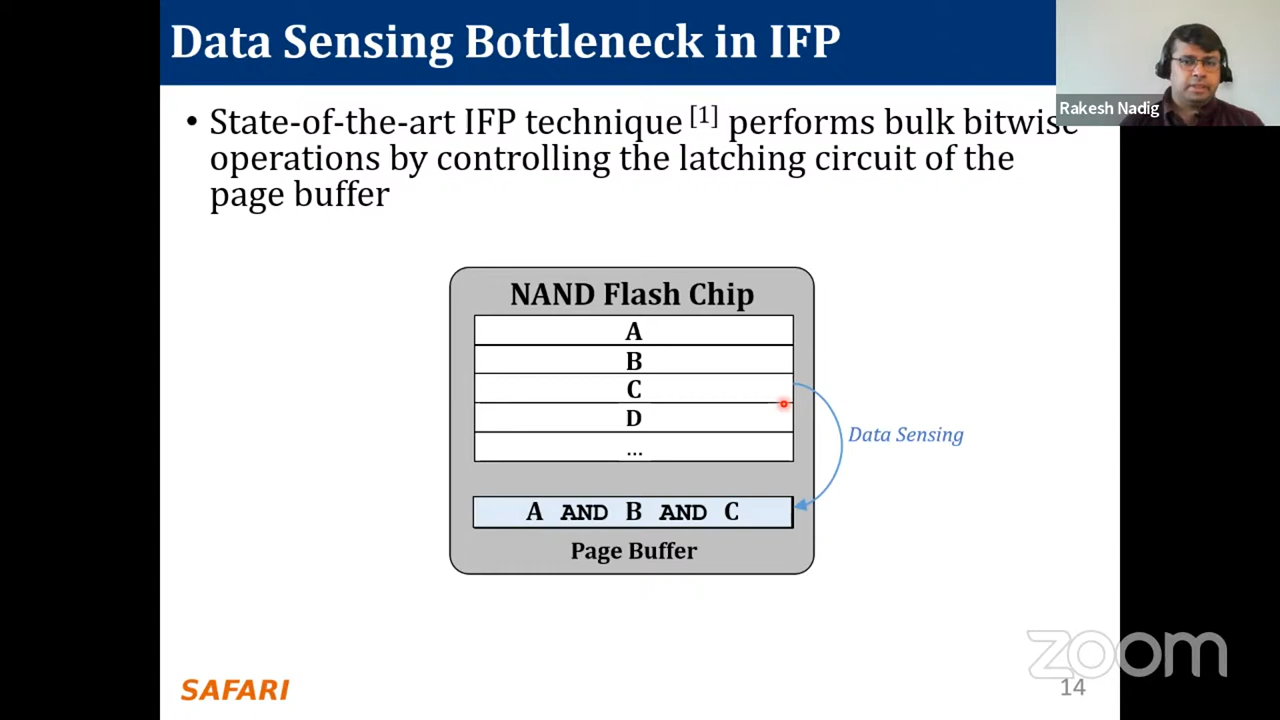 Data Sensing Bottleneck in IFP
Rakesh Nadig
• State-of-the-art IFP technique [1] performs bulk bitwise
operations by controlling the latching circuit of the
page buffer
NAND Flash Chip
A
B
C
D
...
Data Sensing
A AND B AND C
Page Buffer
zoom
SAFARI
14